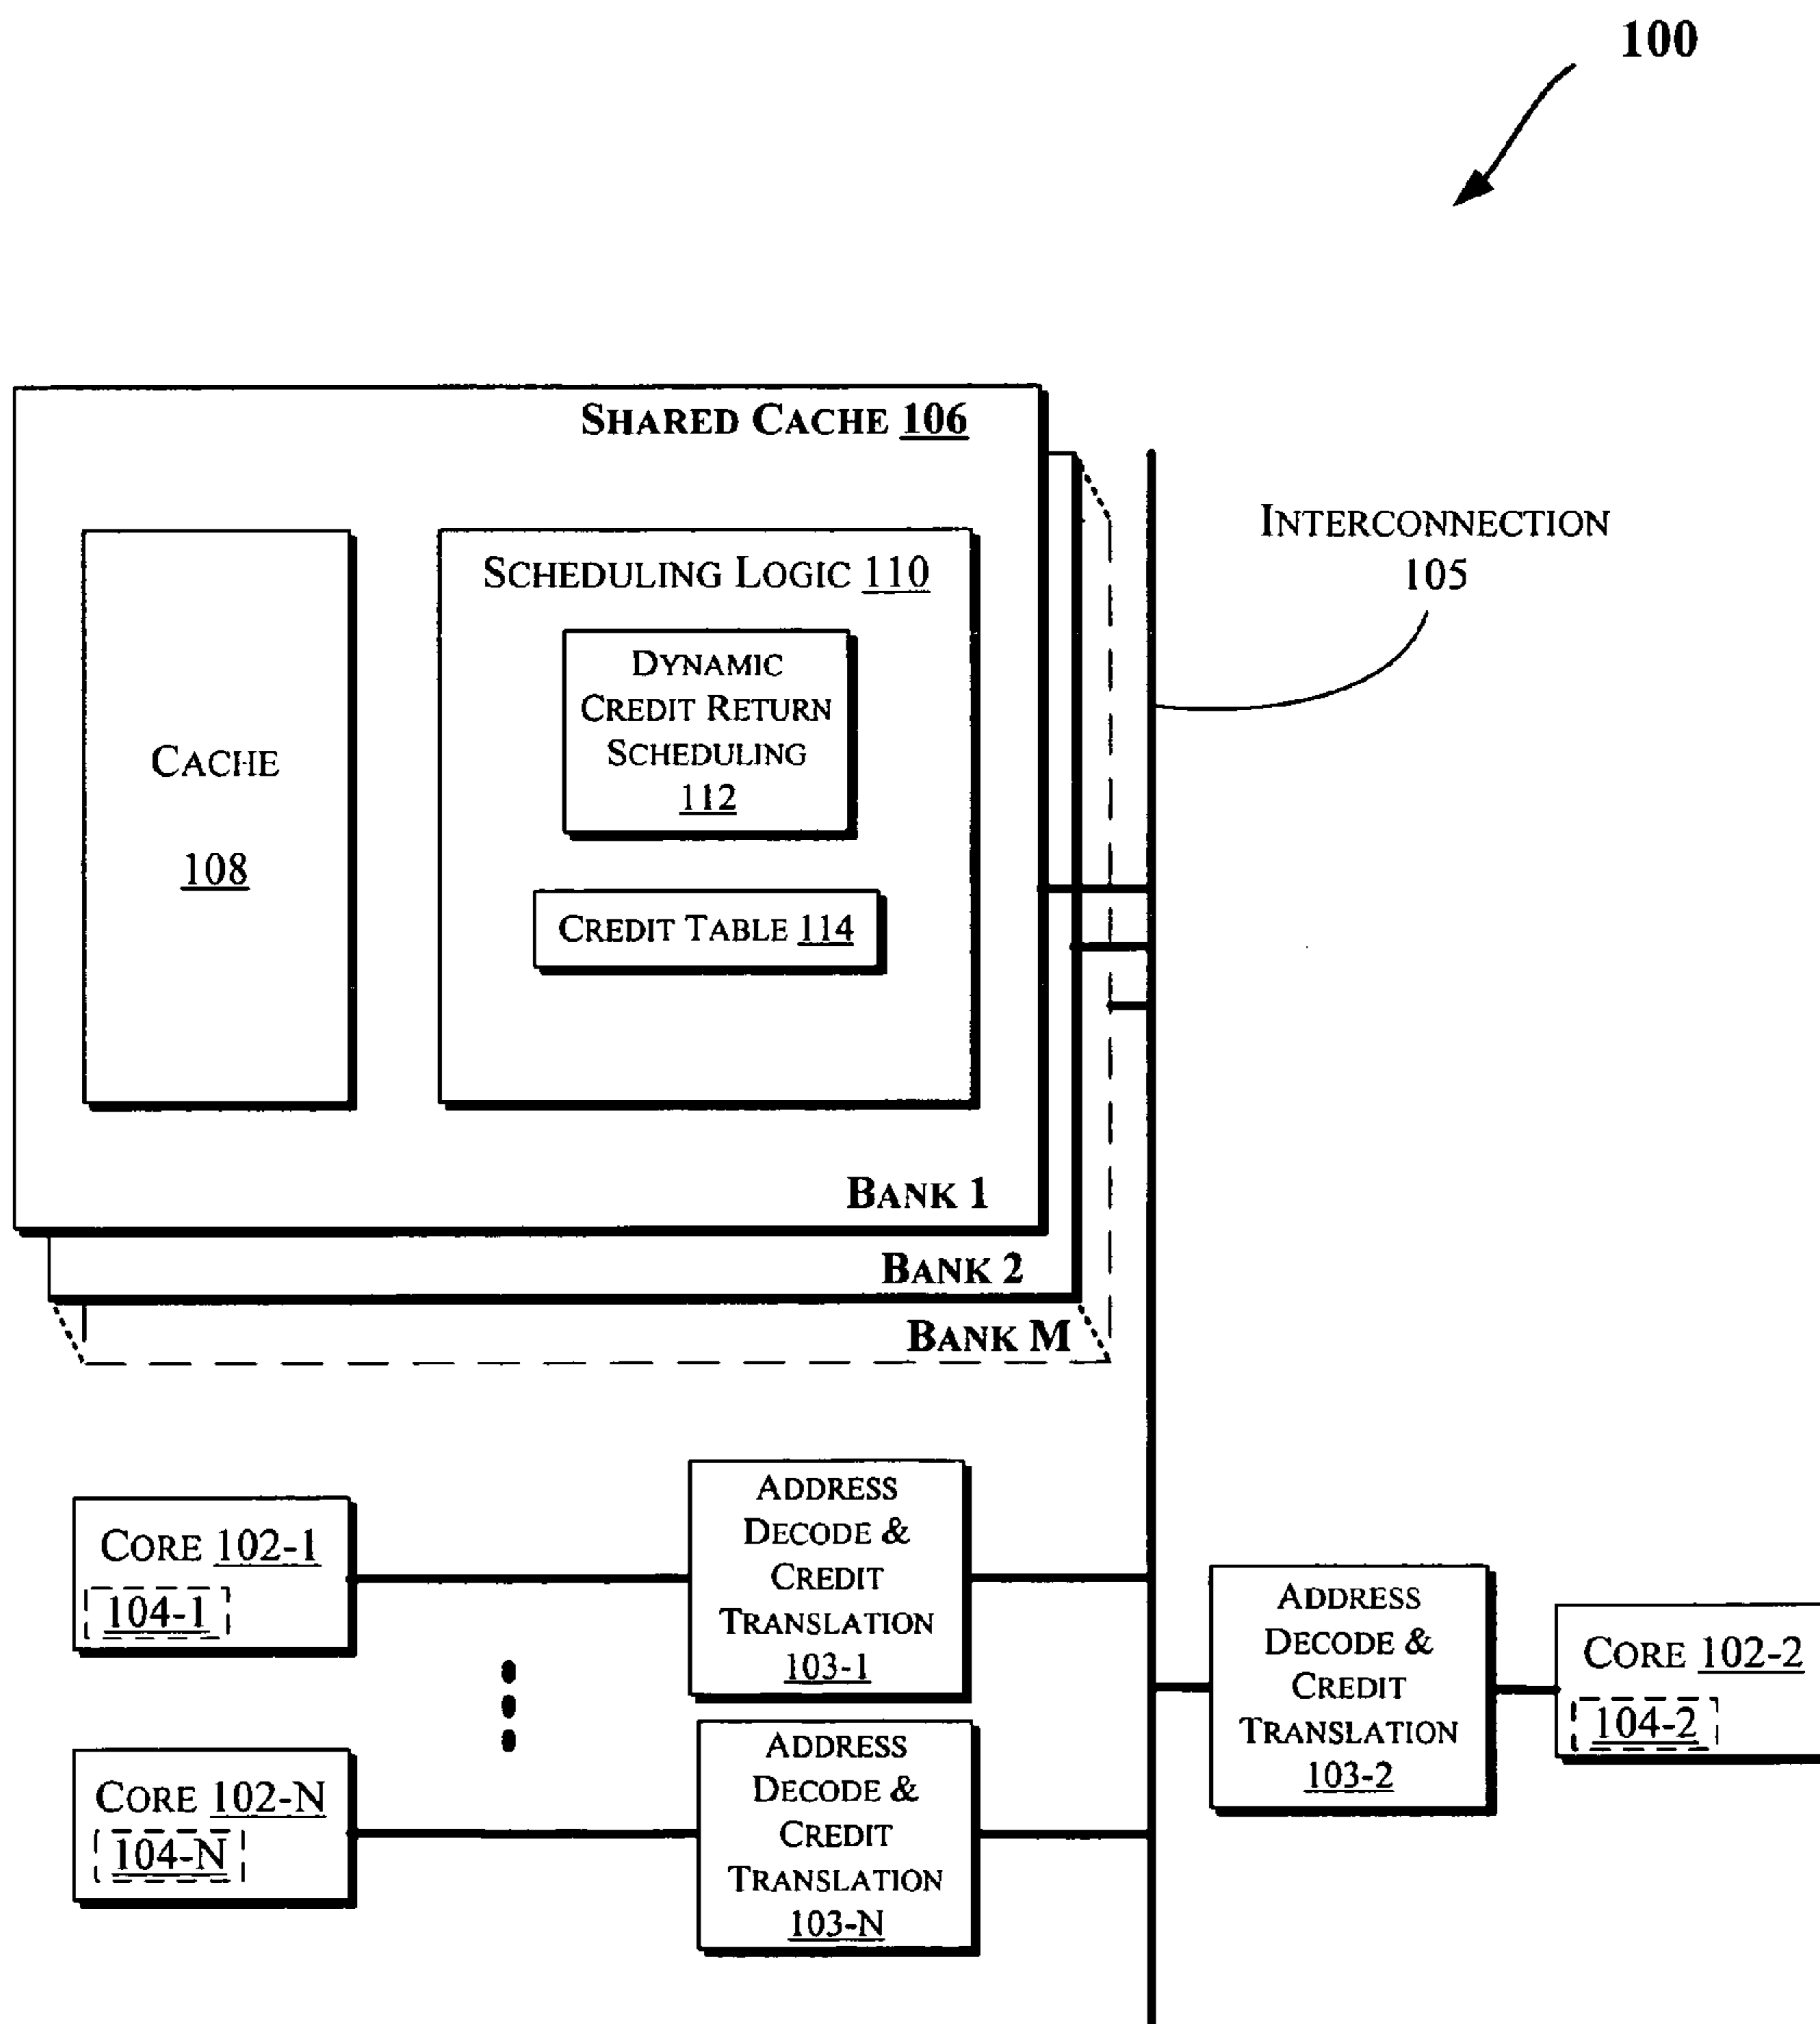 100
SHARED CACHE 106
INTERCONNECTION
105
SCHEDULING LOGIC 110
DYNAMIC
CREDIT RETURN
SCHEDULING
112
CACHE
108
CREDIT TABLE 114
BANK 1
BANK 2
BANK M
CORE 102-1
104-1
ADDRESS
DECODE &
CREDIT
TRANSLATION
103-1
ADDRESS
DECODE &
CREDIT
TRANSLATION
103-2
CORE 102-2
104-2
CORE 102-N
104-N
ADDRESS
DECODE &
CREDIT
TRANSLATION
103-N